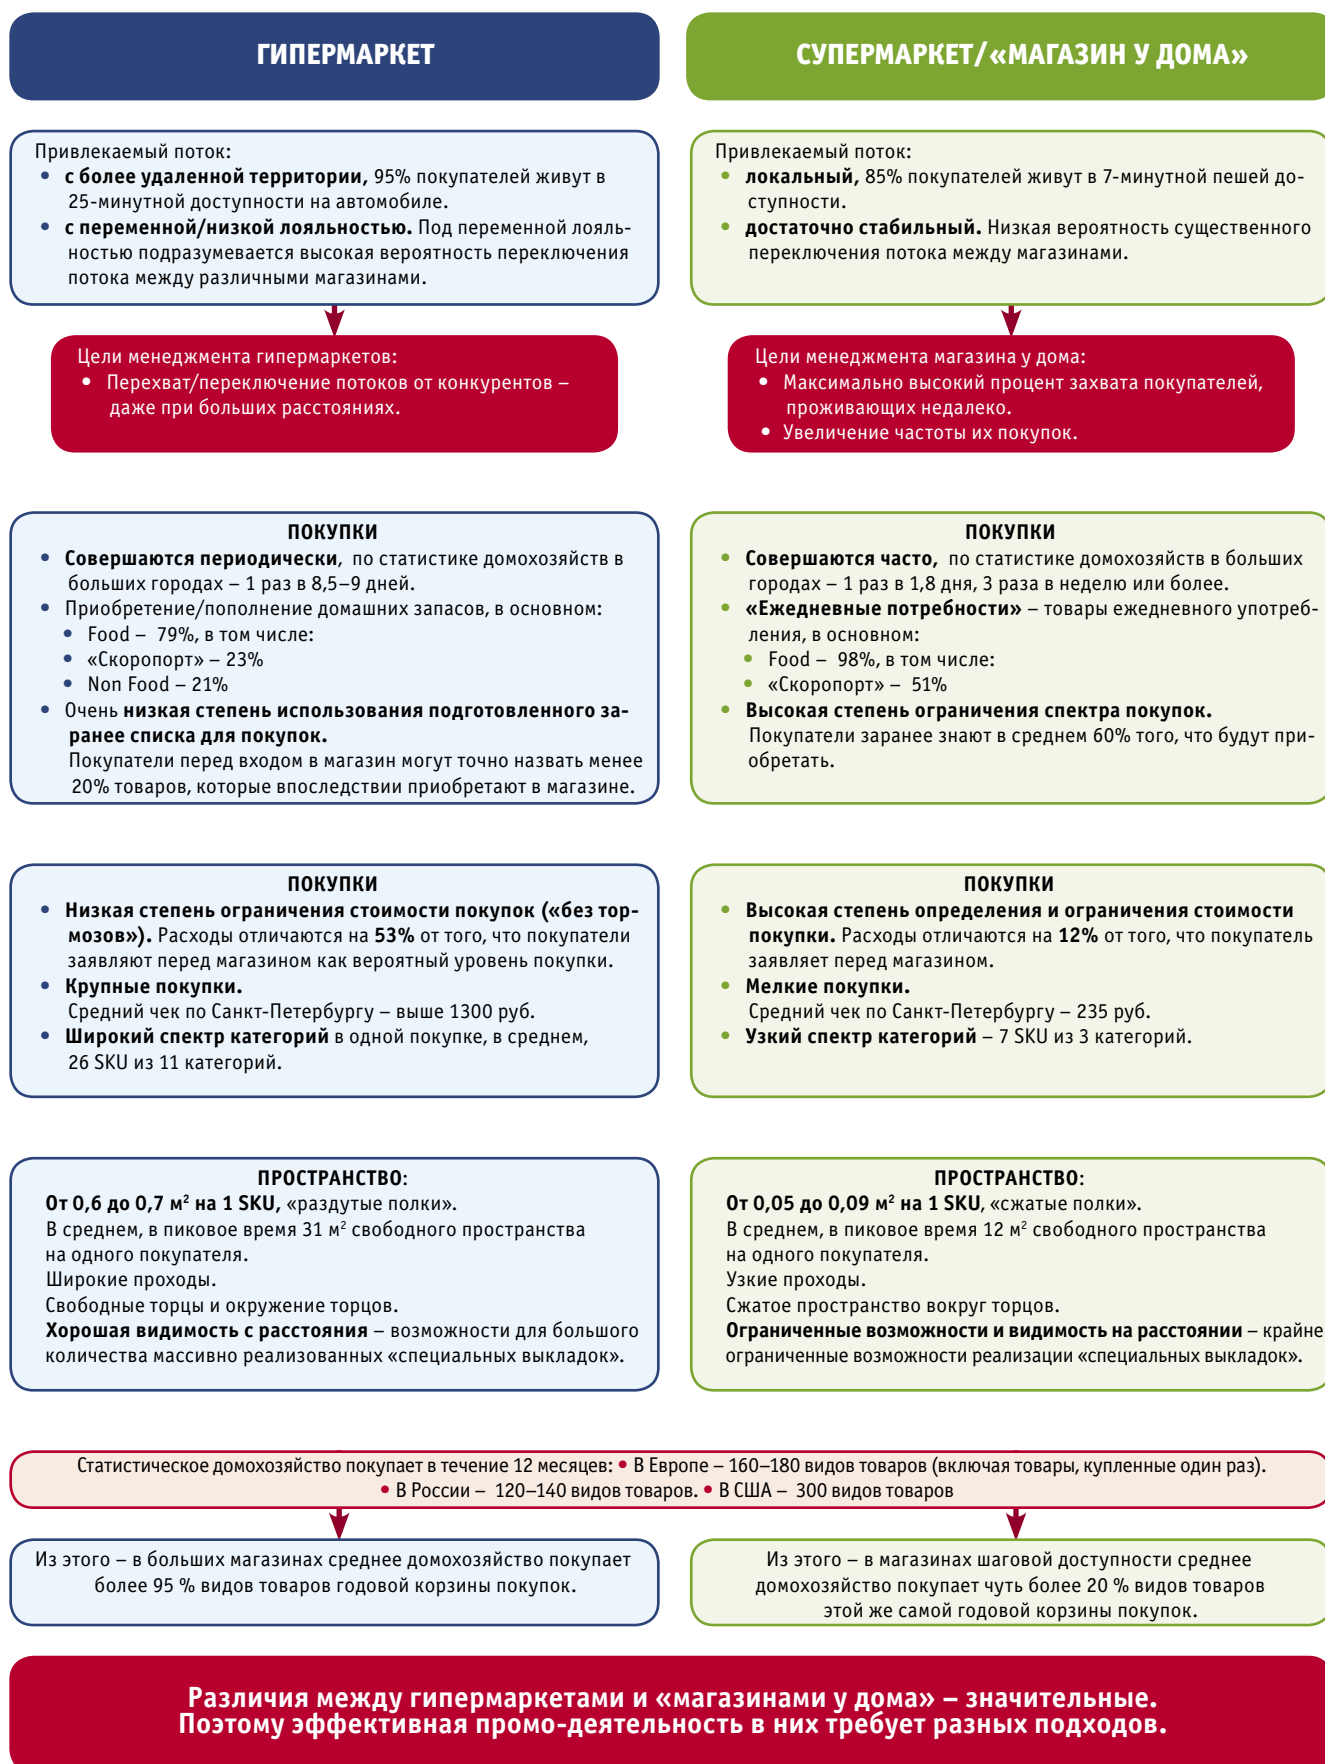 ГИПЕРМАРКЕТ
Привлекаемый поток:
• с более удаленной территории, 95% покупателей живут в
25-минутной доступности на автомобиле.
• с переменной/низкой лояльностью. Под переменной лояль-
ностью подразумевается высокая вероятность переключения
потока между различными магазинами.
Цели менеджмента гипермаркетов:
• Перехват/переключение потоков от конкурентов –
даже при больших расстояниях.
ПОКУПКИ
• Совершаются периодически, по статистике домохозяйств в
больших городах – 1 раз в 8,5–9 дней.
• Приобретение/пополнение домашних запасов, в основном:
• Food – 79%, в том числе:
• «Скоропорт» – 23%
• Non Food – 21%
• Очень низкая степень использования подготовленного за-
ранее списка для покупок.
Покупатели перед входом в магазин могут точно назвать менее
20% товаров, которые впоследствии приобретают в магазине.
ПОКУПКИ
• Низкая степень ограничения стоимости покупок («без тор-
мозов»). Расходы отличаются на 53% от того, что покупатели
заявляют перед магазином как вероятный уровень покупки.
• Крупные покупки.
Средний чек по Санкт-Петербургу – выше 1300 руб.
• Широкий спектр категорий в одной покупке, в среднем,
26 SKU из 11 категорий.
ПРОСТРАНСТВО:
От 0,6 до 0,7 м² на 1 SKU, «раздутые полки».
В среднем, в пиковое время 31 м² свободного пространства
на одного покупателя.
Широкие проходы.
Свободные торцы и окружение торцов.
Хорошая видимость с расстояния – возможности для большого
количества массивно реализованных «специальных выкладок».
СУПЕРМАРКЕТ/«МАГАЗИН У ДОМА»
Привлекаемый поток:
• локальный, 85% покупателей живут в 7-минутной пешей до-
ступности.
• достаточно стабильный. Низкая вероятность существенного
переключения потока между магазинами.
Цели менеджмента магазина у дома:
• Максимально высокий процент захвата покупателей,
проживающих недалеко.
• Увеличение частоты их покупок.
ПОКУПКИ
• Совершаются часто, по статистике домохозяйств в больших
городах – 1 раз в 1,8 дня, 3 раза в неделю или более.
• «Ежедневные потребности» – товары ежедневного употреб-
ления, в основном:
• Food – 98%, в том числе:
• «Скоропорт» – 51%
• Высокая степень ограничения спектра покупок.
Покупатели заранее знают в среднем 60% того, что будут при-
обретать.
ПОКУПКИ
• Высокая степень определения и ограничения стоимости
покупки. Расходы отличаются на 12% от того, что покупатель
заявляет перед магазином.
• Мелкие покупки.
Средний чек по Санкт-Петербургу – 235 руб.
• Узкий спектр категорий – 7 SKU из 3 категорий.
ПРОСТРАНСТВО:
От 0,05 до 0,09 м² на 1 SKU, «сжатые полки».
В среднем, в пиковое время 12 м² свободного пространства
на одного покупателя.
Узкие проходы.
Сжатое пространство вокруг торцов.
Ограниченные возможности и видимость на расстоянии – крайне
ограниченные возможности реализации «специальных выкладок».
Статистическое домохозяйство покупает в течение 12 месяцев: • В Европе – 160–180 видов товаров (включая товары, купленные один раз).
• В России – 120–140 видов товаров. • В США – 300 видов товаров
Из этого – в больших магазинах среднее домохозяйство покупает
более 95 % видов товаров годовой корзины покупок.
Из этого – в магазинах шаговой доступности среднее
домохозяйство покупает чуть более 20 % видов товаров
этой же самой годовой корзины покупок.
Различия между гипермаркетами и «магазинами у дома» – значительные.
Поэтому эффективная промо-деятельность в них требует разных подходов.